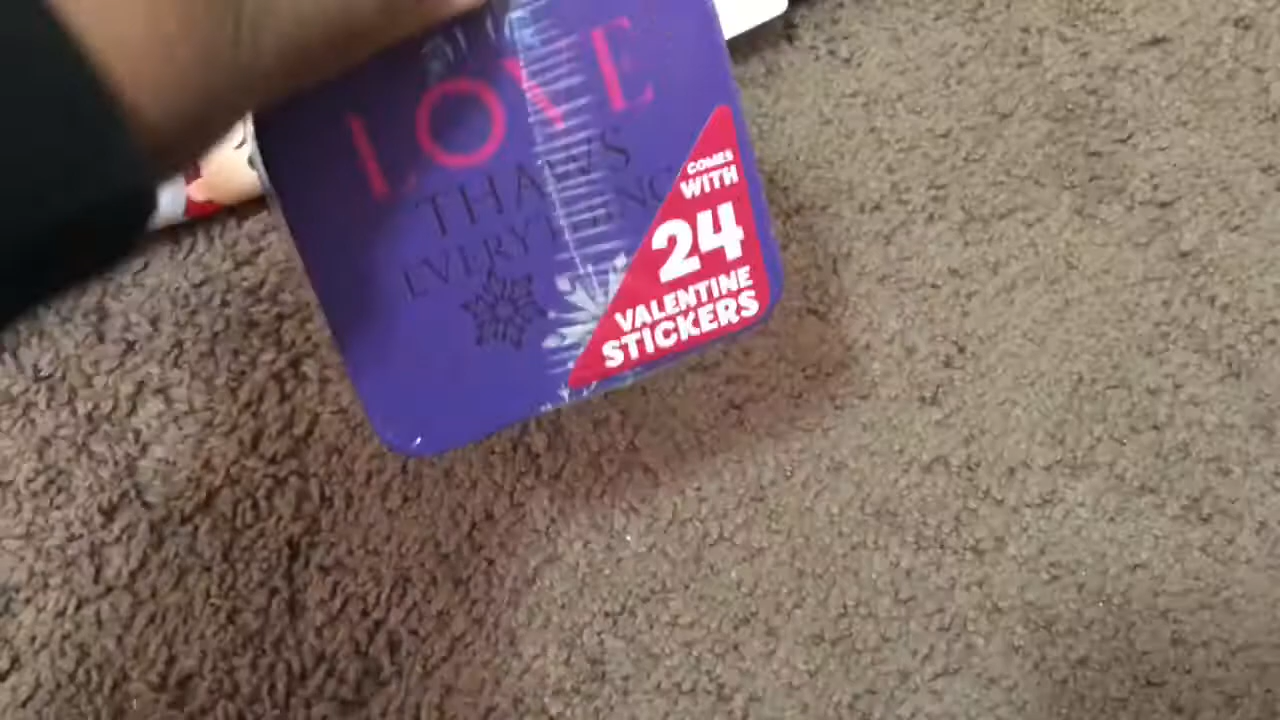 LOVE
THAWS
EVERYTHING
COMES
WITH
24
VALENTINE
STICKERS